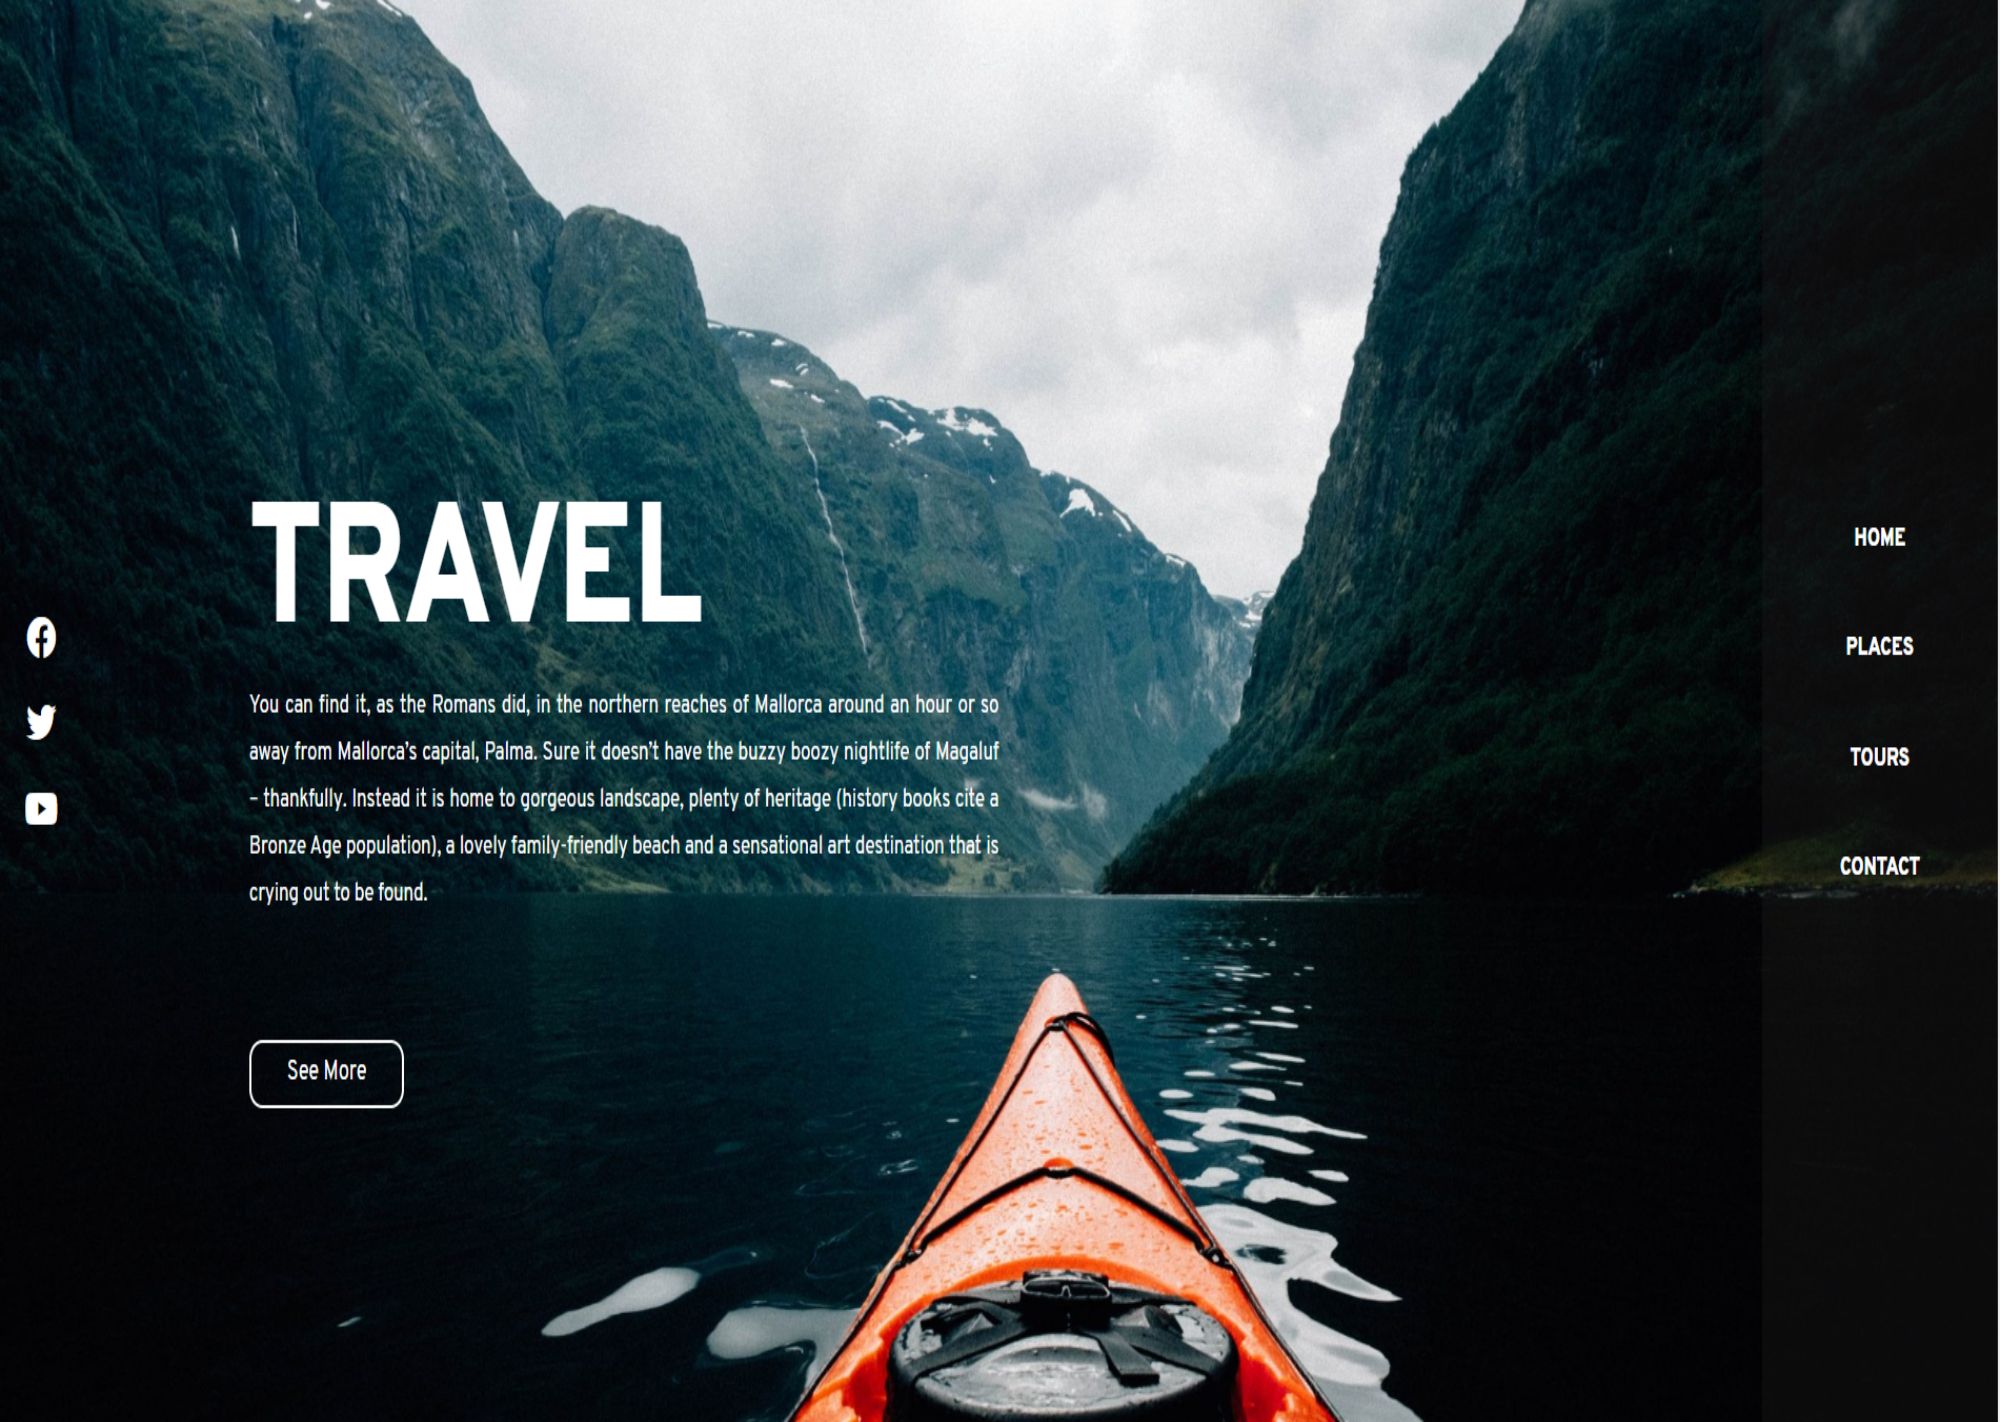 TRAVEL
You can find it, as the Romans did, in the northern reaches of Mallorca around an hour or so
away from Mallorca’s capital, Palma. Sure it doesn’t have the buzzy boozy nightlife of Magaluf
– thankfully. Instead it is home to gorgeous landscape, plenty of heritage (history books cite a
Bronze Age population), a lovely family-friendly beach and a sensational art destination that is
crying out to be found.
See More
HOME
PLACES
TOURS
CONTACT